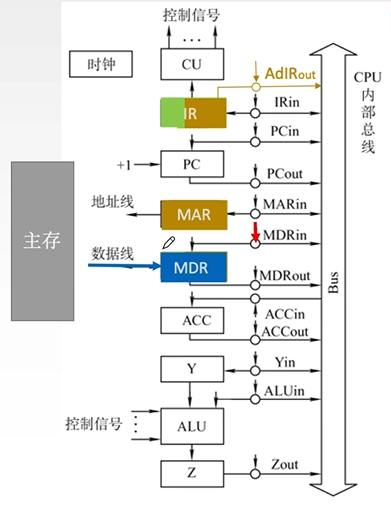 控制信号
…
时钟
CU
AdIRout
CPU
内
部
总
线
IR
IRin
PCin
+1
PC
PCout
地址线
MAR
MARin
主存
MDRin
数据线
MDR
MDRout
Bus
ACC
ACCin
ACCout
Y
Yin
ALUin
控制信号
ALU
Z
Zout